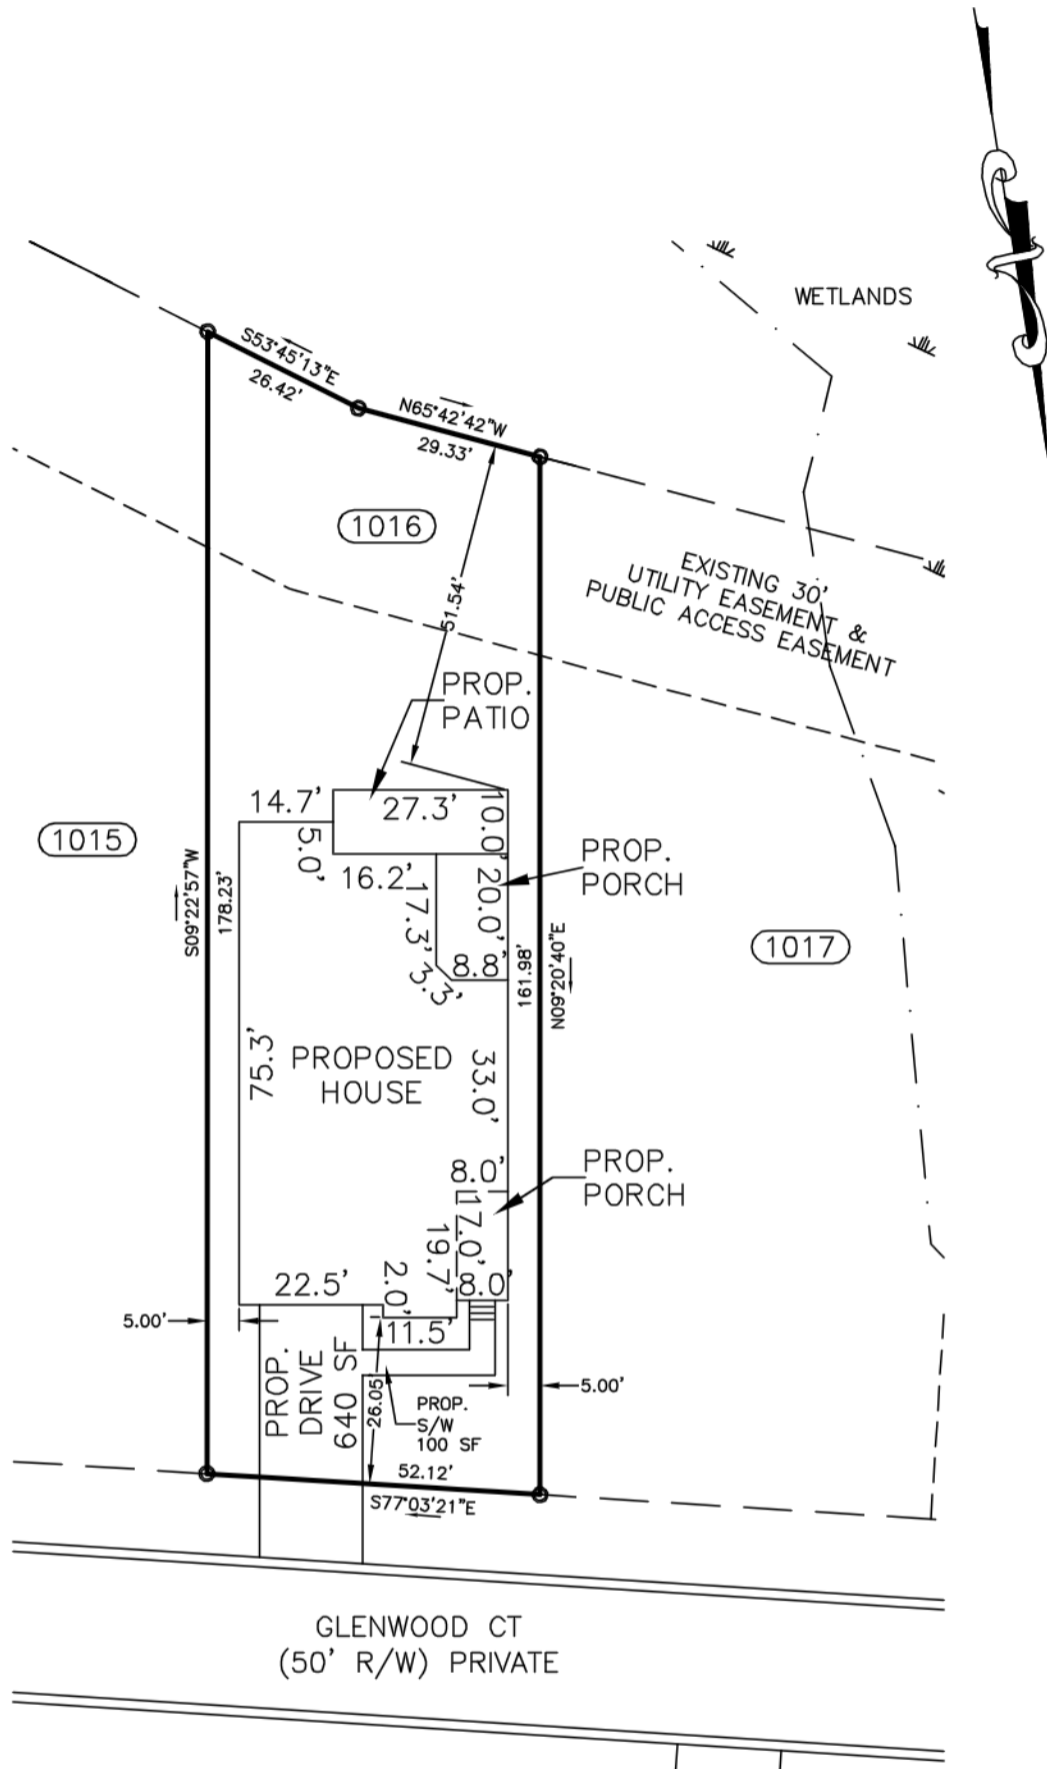 WETLANDS
S53°45'13"E
26.42'
N65°42'42"W
29.33'
1016
EXISTING 30'
UTILITY EASEMENT &
PUBLIC ACCESS EASEMENT
51.54'
PROP.
PATIO
14.7'
27.3'
10.0'
5.0'
1015
PROP.
PORCH
16.2'
17.3'
20.0'
S09°22'57"W
178.23'
8.8'
3.3'
161.98'
N09°20'40"E
1017
75.3'
PROPOSED
HOUSE
33.0'
8.0'
PROP.
PORCH
17.0'
19.7'
22.5'
2.0'
8.0'
5.00'
11.5'
PROP.
DRIVE
640 SF
26.05'
PROP.
S/W
100 SF
5.00'
52.12'
S77°03'21"E
GLENWOOD CT
(50' R/W) PRIVATE